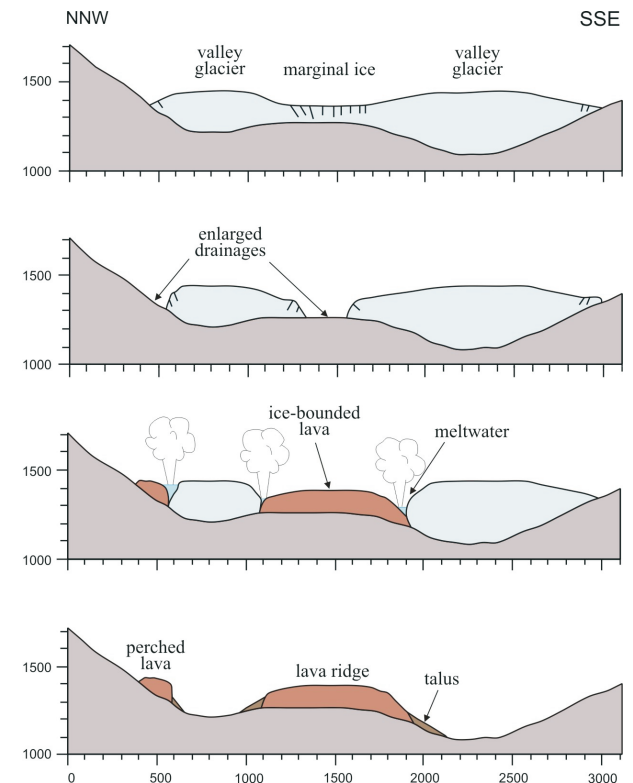 NNW
SSE
valley
glacier
marginal ice
valley
glacier
1500
1000
enlarged
drainages
1500
1000
ice-bounded
lava
meltwater
1500
1000
perched
lava
lava ridge
talus
1500
1000
0 500 1000 1500 2000 2500 3000